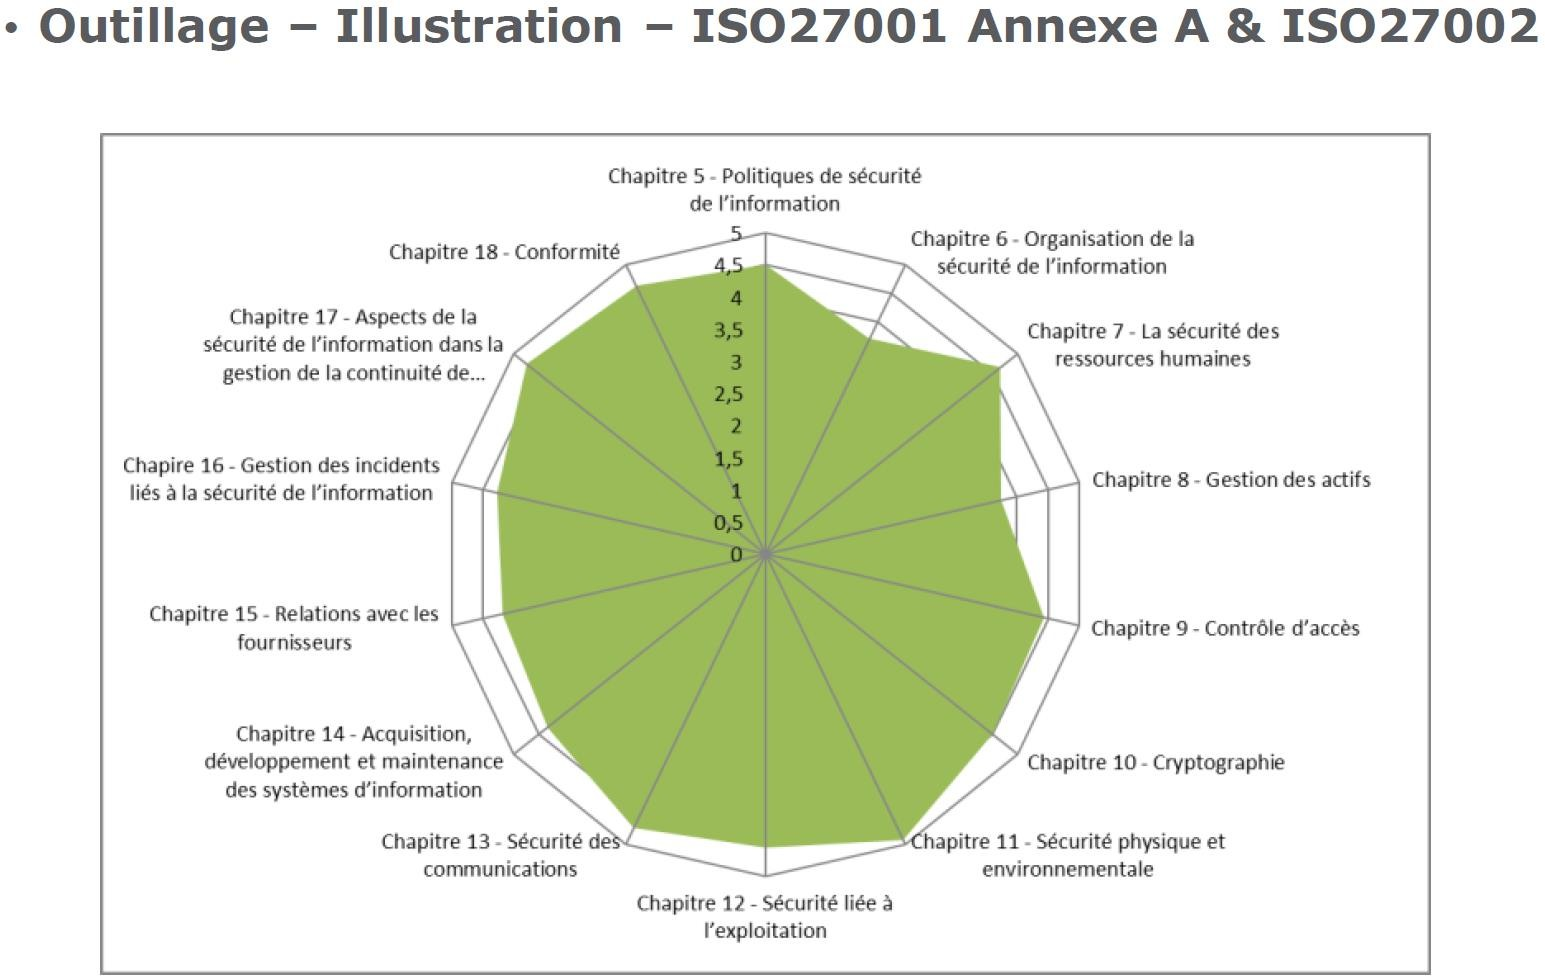 • Outillage – Illustration – ISO27001 Annexe A & ISO27002
Chapitre 5 - Politiques de sécurité
de l’information
Chapitre 6 - Organisation de la
sécurité de l’information
Chapitre 7 - La sécurité des
ressources humaines
Chapitre 8 - Gestion des actifs
Chapitre 9 - Contrôle d’accès
Chapitre 10 - Cryptographie
Chapitre 11 - Sécurité physique et
environnementale
Chapitre 12 - Sécurité liée à
l’exploitation
Chapitre 13 - Sécurité des
communications
Chapitre 14 - Acquisition,
développement et maintenance
des systèmes d’information
Chapitre 15 - Relations avec les
fournisseurs
Chapire 16 - Gestion des incidents
liés à la sécurité de l’information
Chapitre 17 - Aspects de la
sécurité de l’information dans la
gestion de la continuité de...
Chapitre 18 - Conformité
5
4,5
4
3,5
3
2,5
2
1,5
1
0,5
0